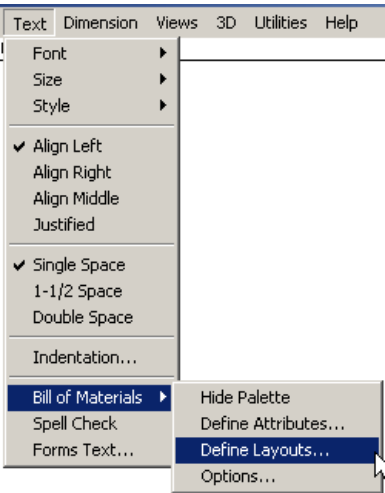 Text Dimension Views 3D Utilities Help
Font
Size
Style
Align Left
Align Right
Align Middle
Justified
Single Space
1-1/2 Space
Double Space
Indentation...
Bill of Materials
Spell Check
Forms Text...
Hide Palette
Define Attributes...
Define Layouts...
Options...